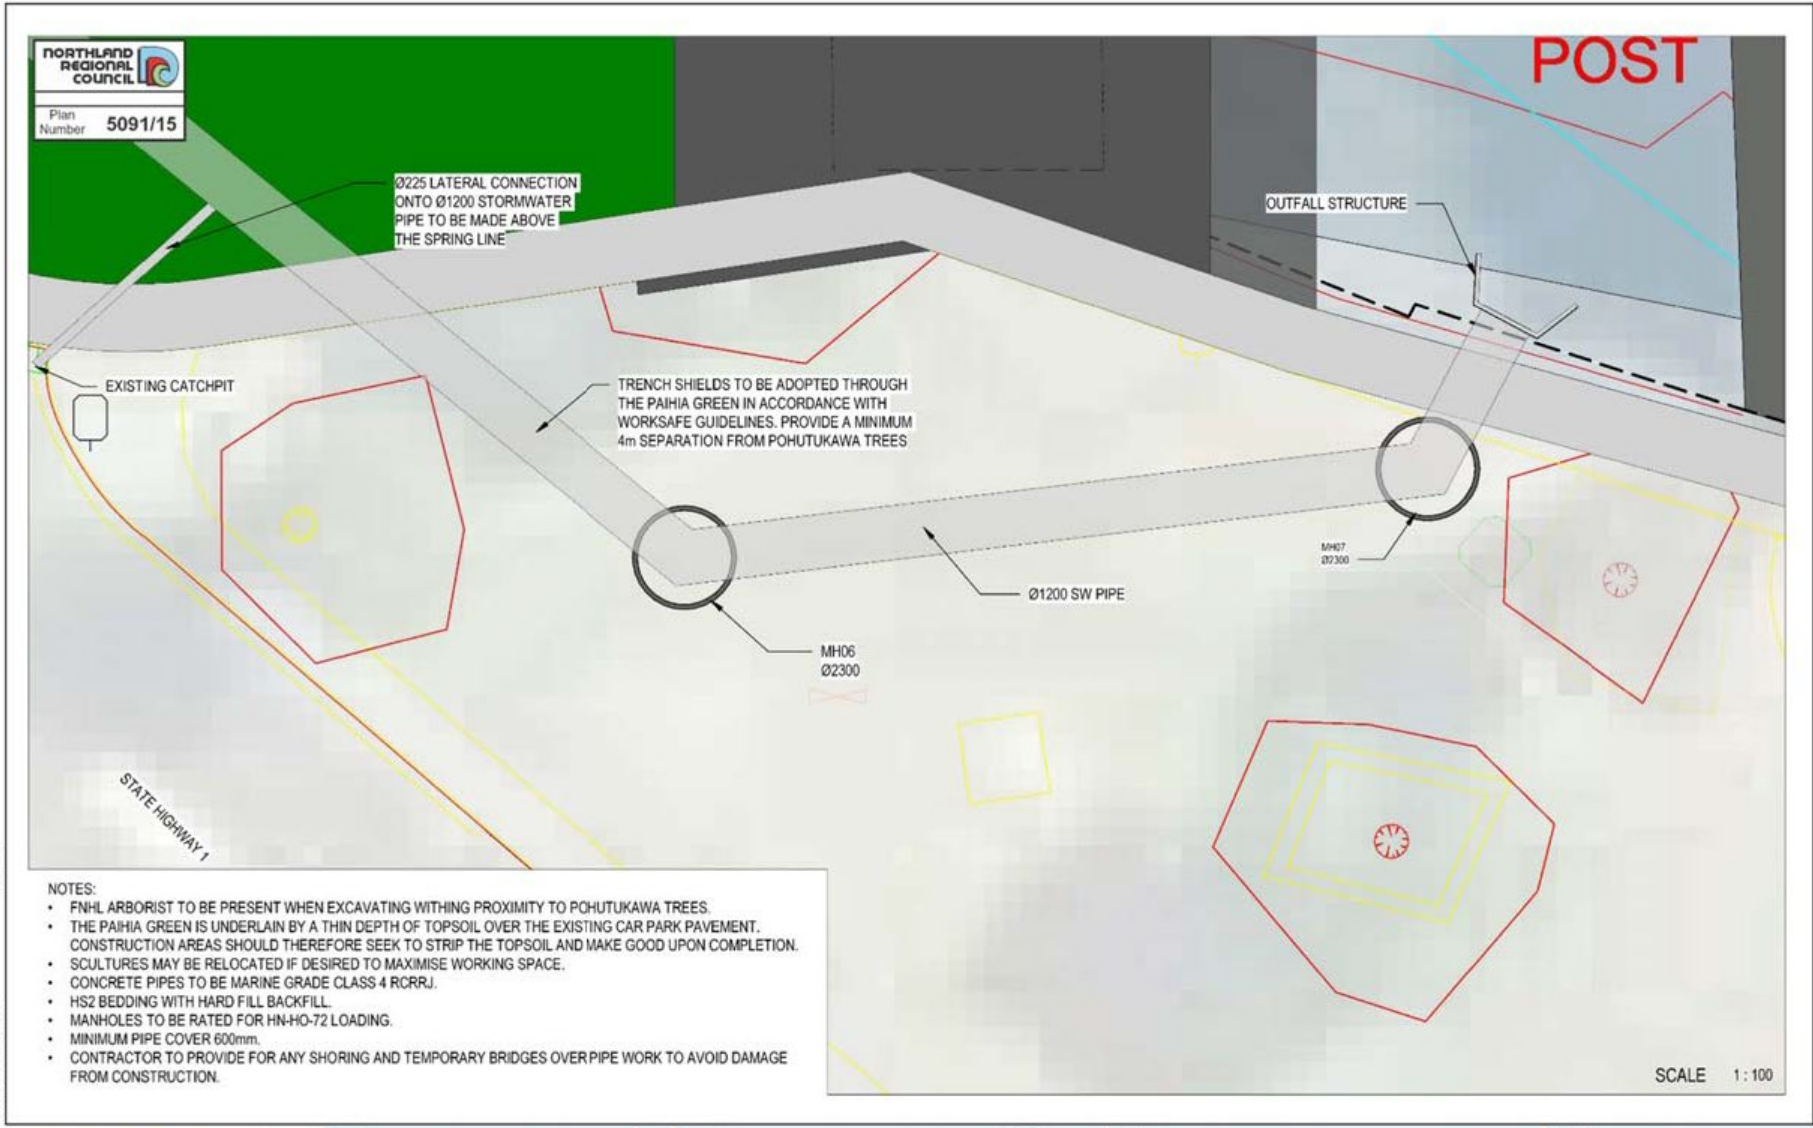 NORTHLAND
REGIONAL
COUNCIL
Plan
Number 5091/15
POST
Ø225 LATERAL CONNECTION
ONTO Ø1200 STORMWATER
PIPE TO BE MADE ABOVE
THE SPRING LINE
OUTFALL STRUCTURE
EXISTING CATCHPIT
TRENCH SHIELDS TO BE ADOPTED THROUGH
THE PAIHIA GREEN IN ACCORDANCE WITH
WORKSAFE GUIDELINES. PROVIDE A MINIMUM
4m SEPARATION FROM POHUTUKAWA TREES
MH07
Ø2300
Ø1200 SW PIPE
MH06
Ø2300
STATE HIGHWAY 1
NOTES:
• FNHL ARBORIST TO BE PRESENT WHEN EXCAVATING WITHING PROXIMITY TO POHUTUKAWA TREES.
• THE PAIHIA GREEN IS UNDERLAIN BY A THIN DEPTH OF TOPSOIL OVER THE EXISTING CAR PARK PAVEMENT.
CONSTRUCTION AREAS SHOULD THEREFORE SEEK TO STRIP THE TOPSOIL AND MAKE GOOD UPON COMPLETION.
• SCULTURES MAY BE RELOCATED IF DESIRED TO MAXIMISE WORKING SPACE.
• CONCRETE PIPES TO BE MARINE GRADE CLASS 4 RCRRJ.
• HS2 BEDDING WITH HARD FILL BACKFILL.
• MANHOLES TO BE RATED FOR HN-HO-72 LOADING.
• MINIMUM PIPE COVER 600mm.
• CONTRACTOR TO PROVIDE FOR ANY SHORING AND TEMPORARY BRIDGES OVER PIPE WORK TO AVOID DAMAGE
FROM CONSTRUCTION.
SCALE 1 : 100